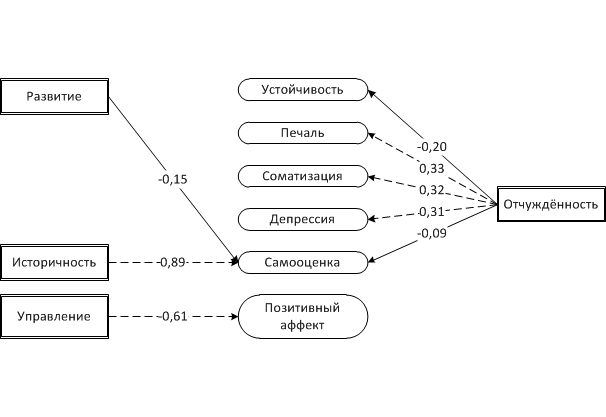 Развитие
Историчность
Управление
-0,15
-0,89
-0,61
Устойчивость
Печаль
Соматизация
Депрессия
Самооценка
Позитивный
аффект
-0,20
0,33
0,32
0,31
-0,09
Отчуждённость